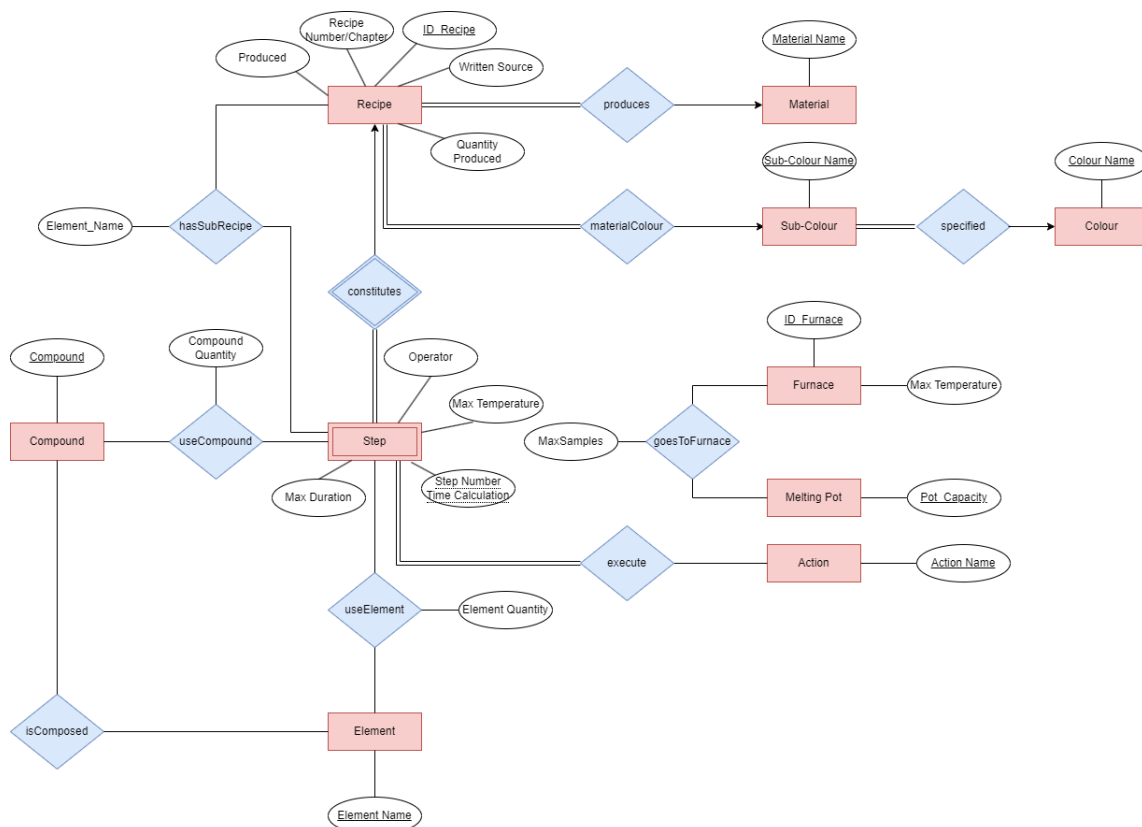 Recipe
Number/Chapter
ID_Recipe
Material Name
Produced
Written Source
Recipe
produces
Material
Quantity
Produced
Sub-Colour Name
Colour Name
Element_Name
hasSubRecipe
materialColour
Sub-Colour
specified
Colour
constitutes
ID_Furnace
Compound
Compound
Quantity
Operator
Max Temperature
Furnace
Max Temperature
Compound
useCompound
Step
MaxSamples
goesToFurnace
Max Duration
Step Number
Time Calculation
Melting Pot
Pot_Capacity
execute
Action
Action Name
useElement
Element Quantity
isComposed
Element
Element Name